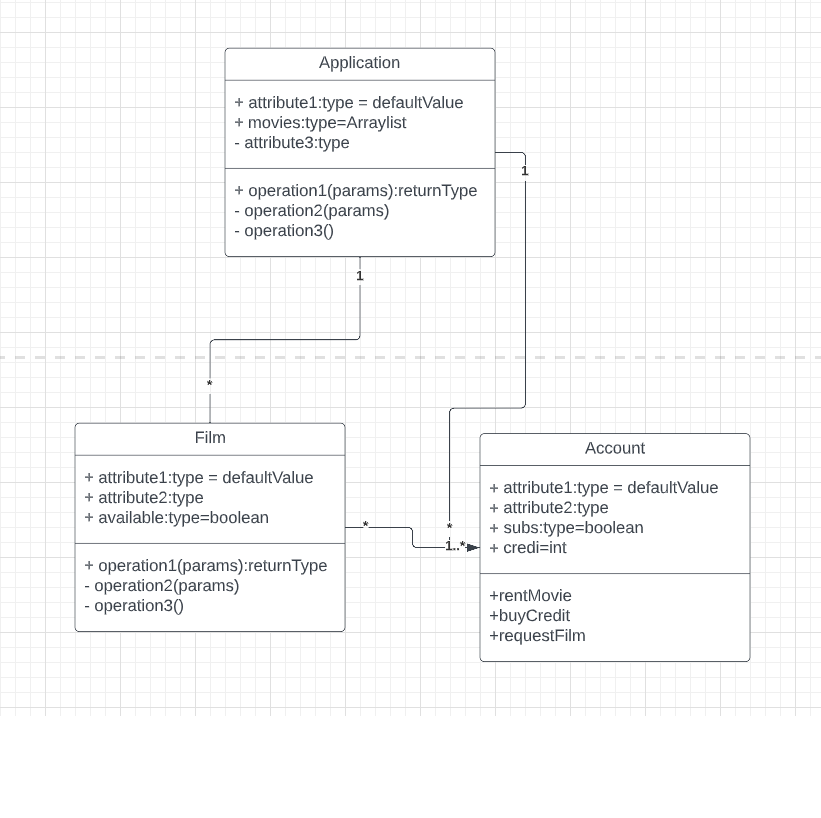 Application
+ attribute1:type = defaultValue
+ movies:type=Arraylist
- attribute3:type
+ operation1(params):returnType
- operation2(params)
- operation3()
1
1
*
Film
+ attribute1:type = defaultValue
+ attribute2:type
+ available:type=boolean
+ operation1(params):returnType
- operation2(params)
- operation3()
*
*
1..*
Account
+ attribute1:type = defaultValue
+ attribute2:type
+ subs:type=boolean
+ credi=int
+rentMovie
+buyCredit
+requestFilm